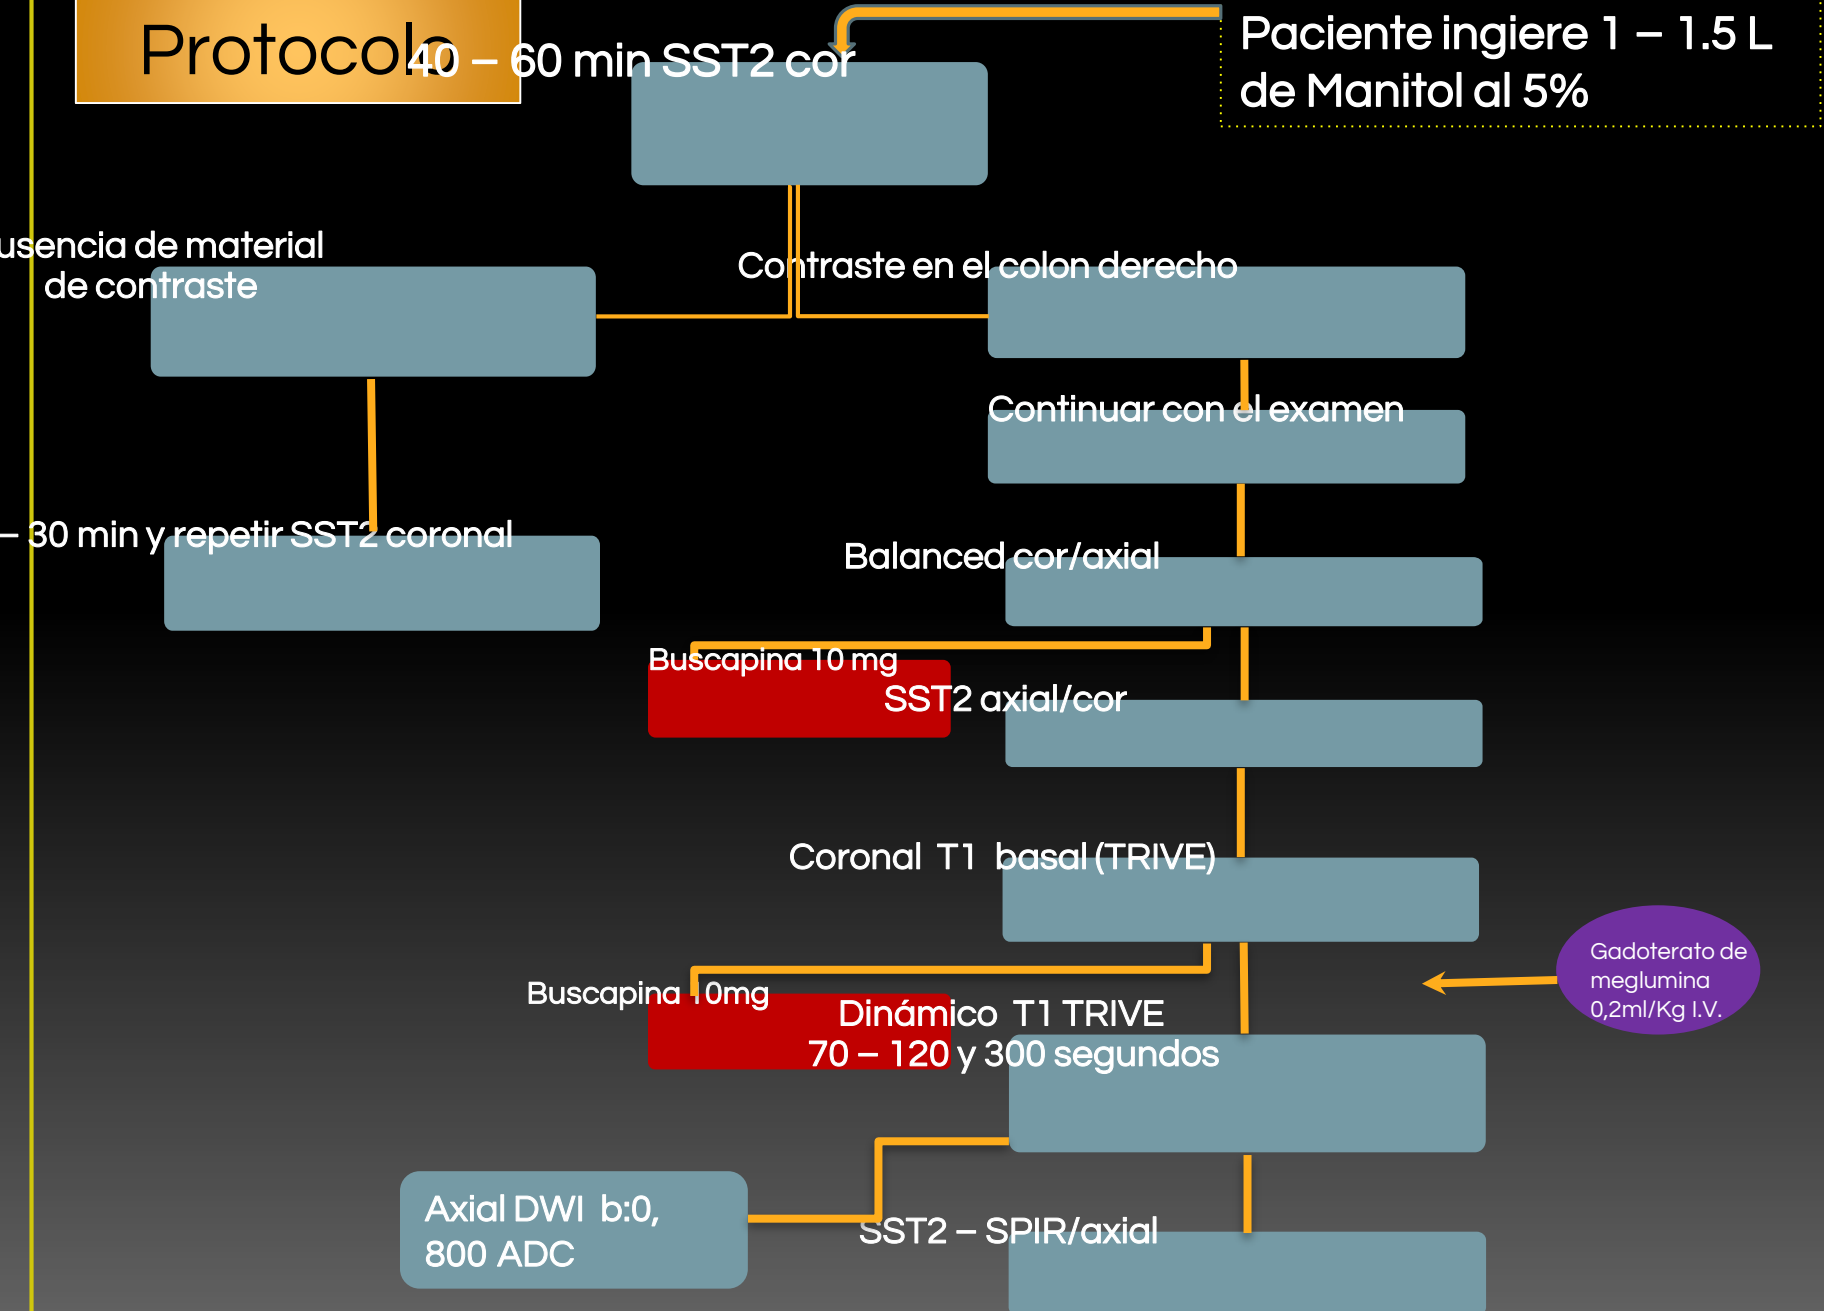 Protocolo
40 – 60 min SST2 cor
Paciente ingiere 1 – 1.5 L
de Manitol al 5%
usencia de material
de contraste
Contraste en el colon derecho
Continuar con el examen
– 30 min y repetir SST2 coronal
Balanced cor/axial
Buscapina 10 mg
SST2 axial/cor
Coronal T1 basal (TRIVE)
Gadoterato de
meglumina
0,2ml/Kg I.V.
Buscapina 10mg
Dinámico T1 TRIVE
70 – 120 y 300 segundos
Axial DWI b:0,
800 ADC
SST2 – SPIR/axial